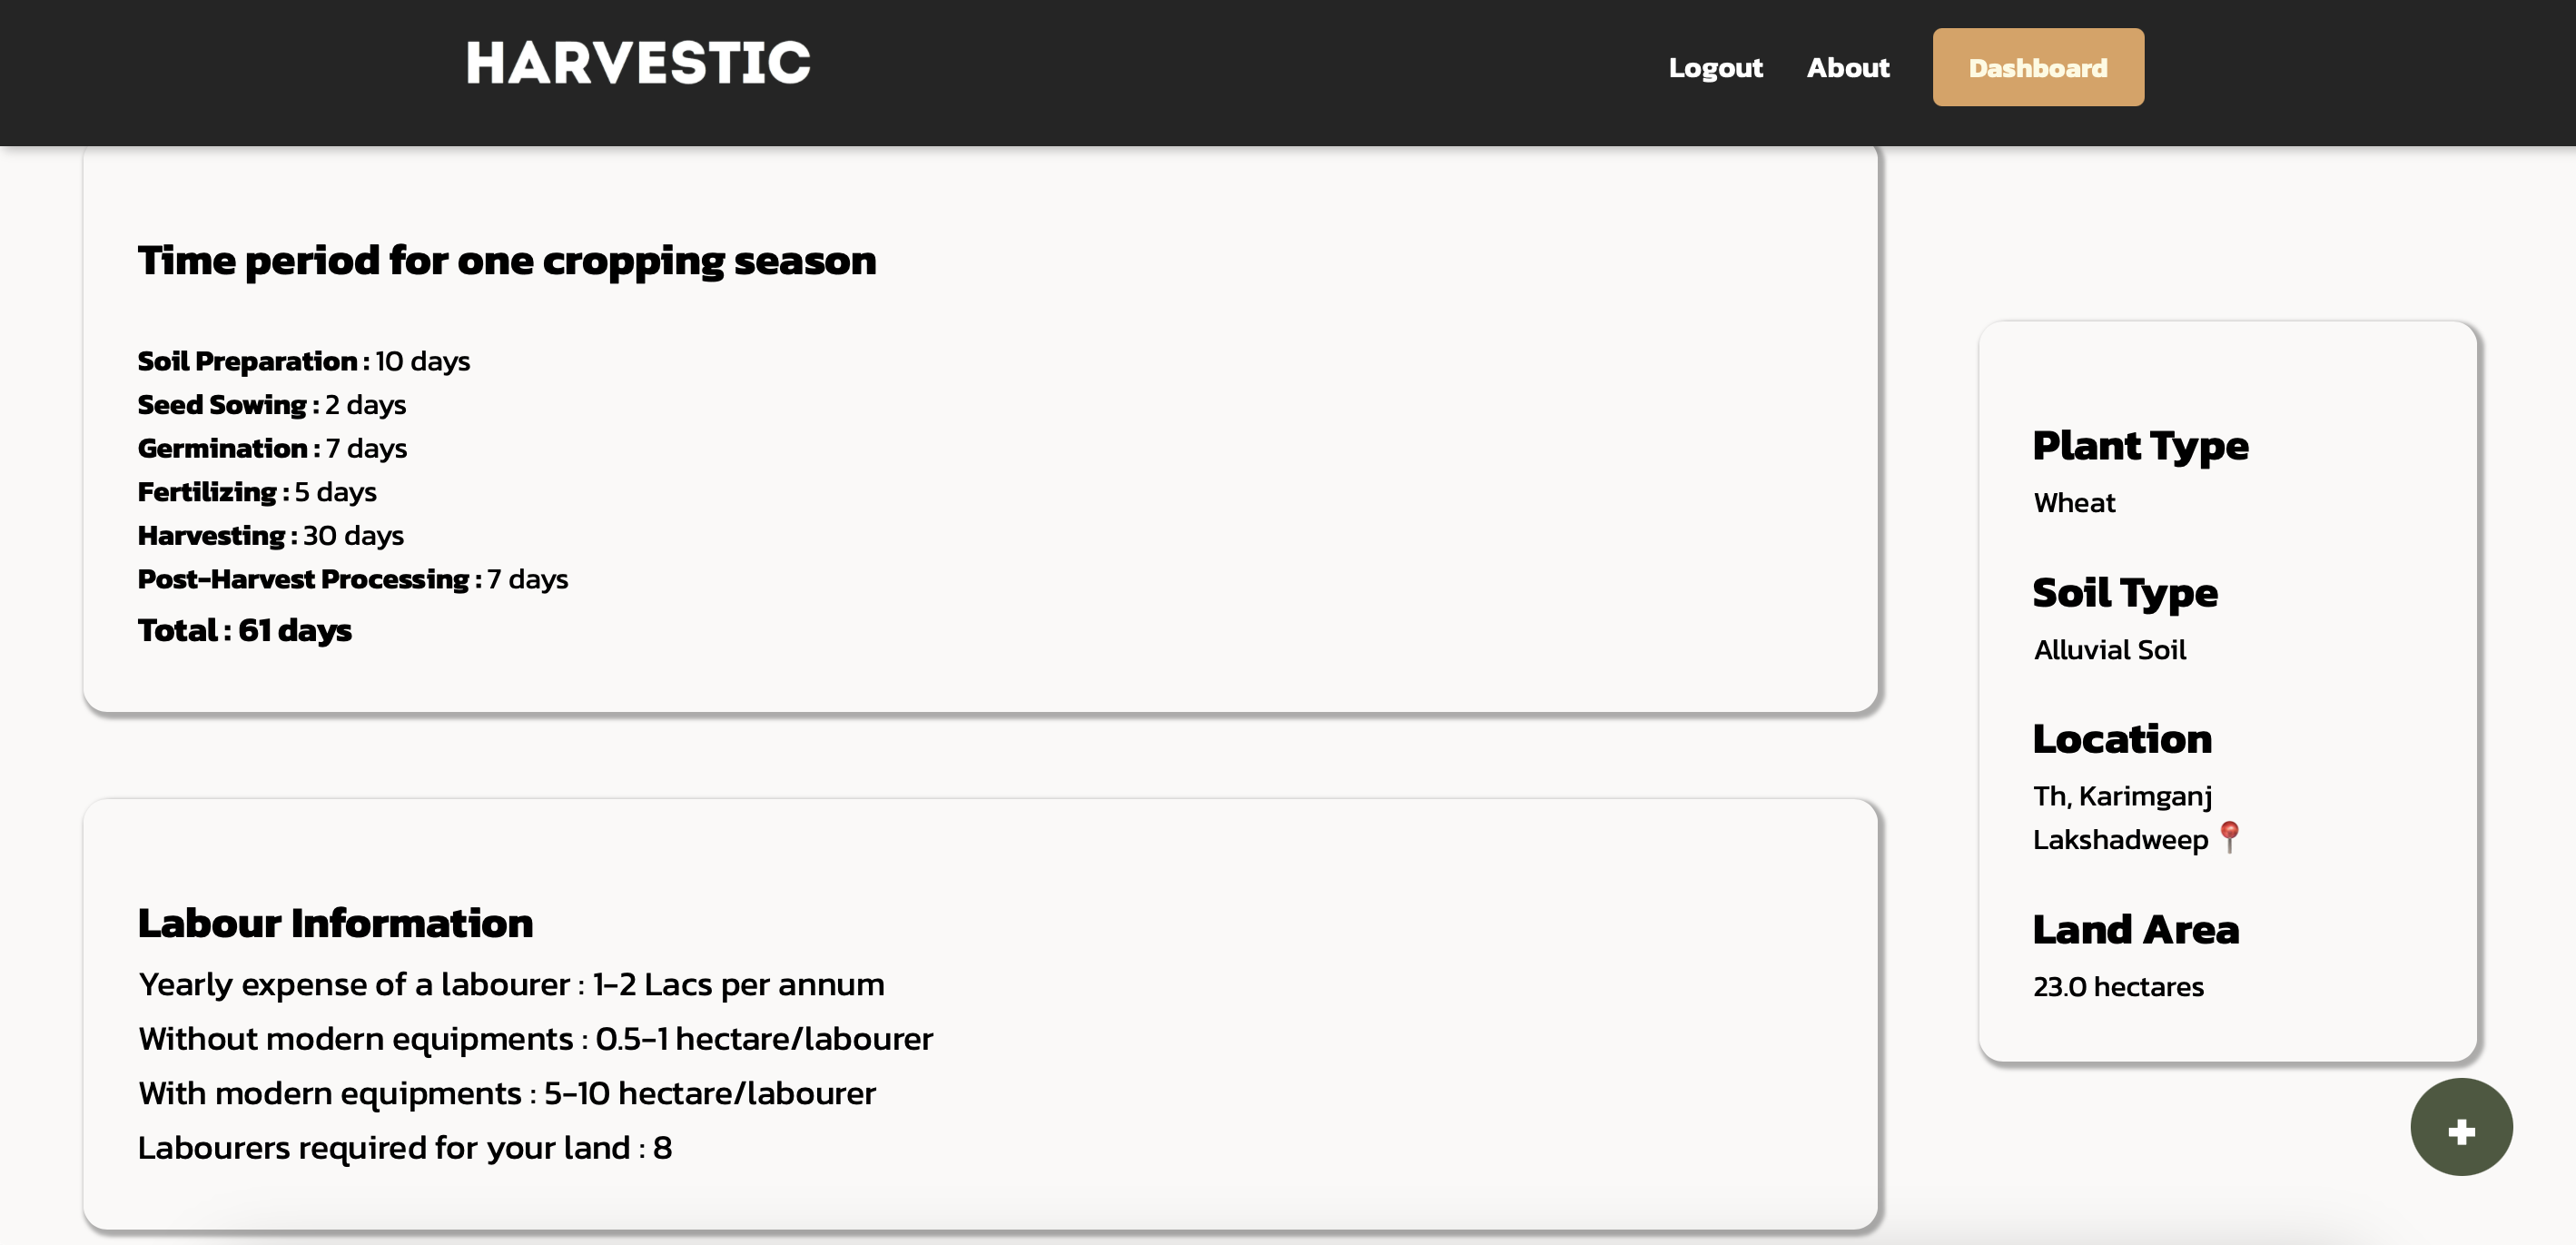 HARVESTIC
Logout
About
Dashboard
Time period for one cropping season
Soil Preparation : 10 days
Seed Sowing : 2 days
Germination : 7 days
Fertilizing : 5 days
Harvesting : 30 days
Post-Harvest Processing : 7 days
Total : 61 days
Labour Information
Yearly expense of a labourer : 1-2 Lacs per annum
Without modern equipments : 0.5-1 hectare/labourer
With modern equipments : 5-10 hectare/labourer
Labourers required for your land : 8
Plant Type
Wheat
Soil Type
Alluvial Soil
Location
Th, Karimganj
Lakshadweep 📍
Land Area
23.0 hectares
+